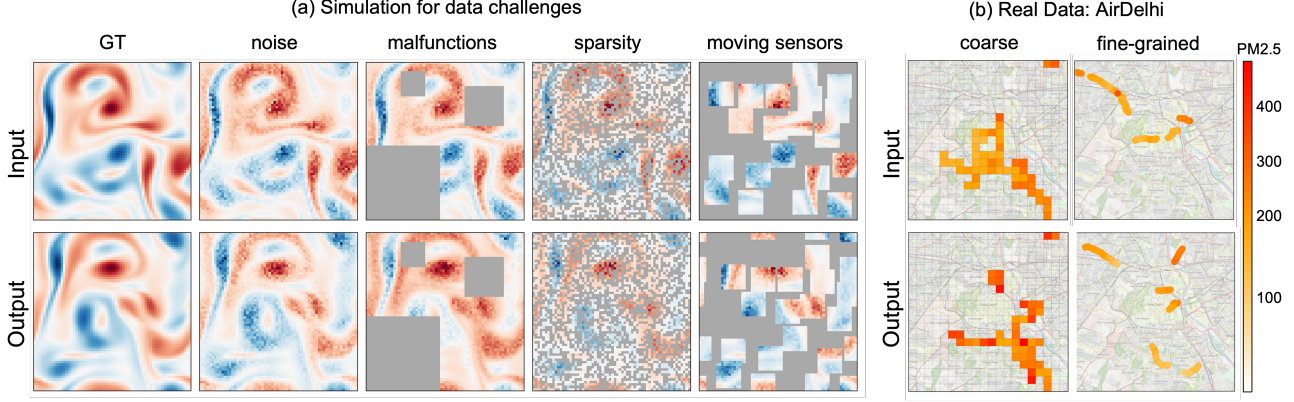 (a) Simulation for data challenges
(b) Real Data: AirDelhi
GT noise malfunctions sparsity moving sensors coarse fine-grained PM2.5
Input
Output
400
300
200
100